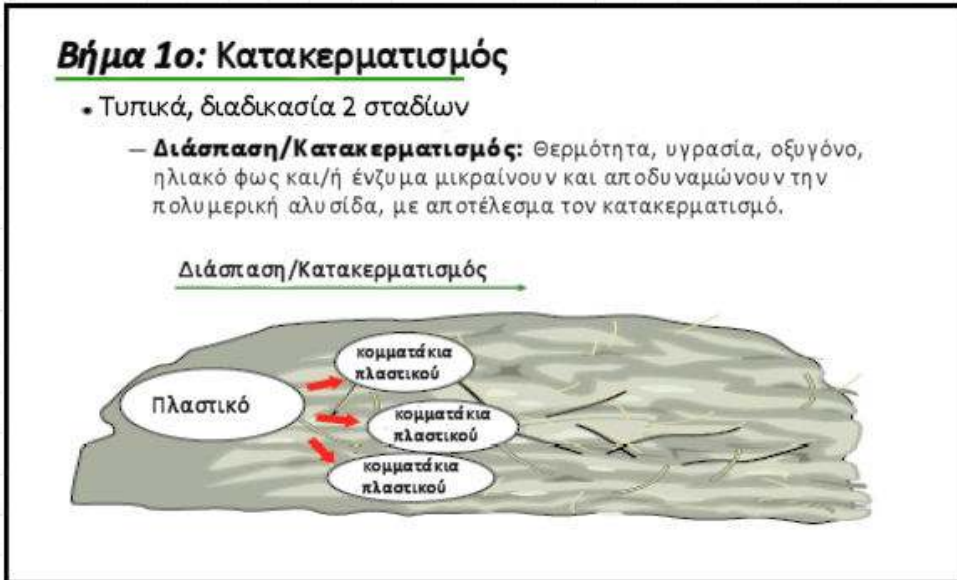 Βήμα 1ο: Κατακερματισμός
• Τυπικά, διαδικασία 2 σταδίων
– Διάσπαση/Κατακερματισμός: Θερμότητα, υγρασία, οξυγόνο,
ηλιακό φως και/ή ένζυμα μικραίνουν και αποδυναμώνουν την
πολυμερική αλυσίδα, με αποτέλεσμα τον κατακερματισμό.
Διάσπαση/Κατακερματισμός
Πλαστικό
κομματάκια
πλαστικού
κομματάκια
πλαστικού
κομματάκια
πλαστικού